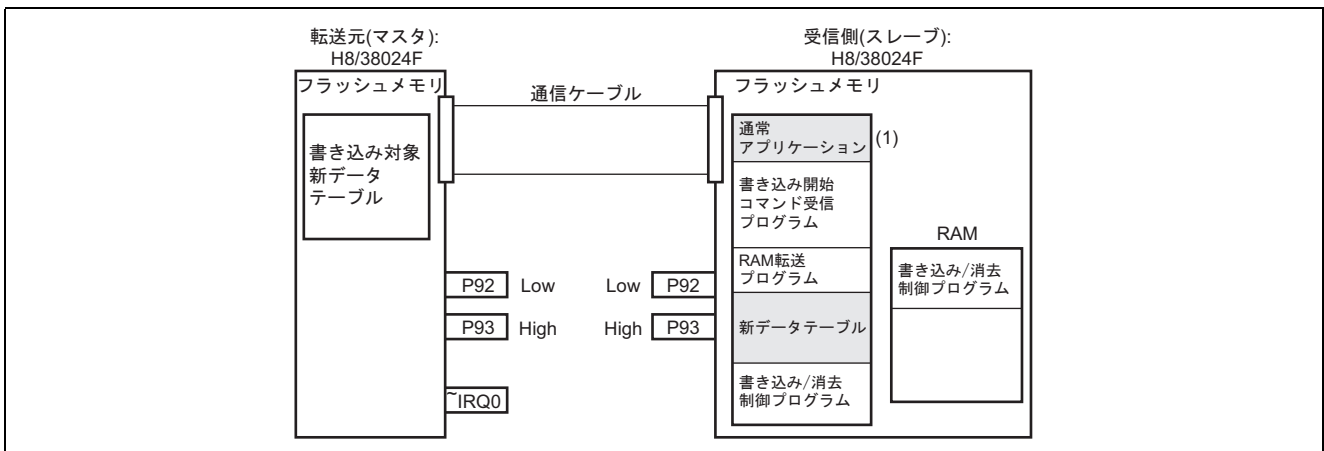 転送元(マスタ):
H8/38024F
フラッシュメモリ
書き込み対象
新データ
テーブル
通信ケーブル
P92 Low
P93 High
~IRQ0
受信側(スレーブ):
H8/38024F
フラッシュメモリ
通常
アプリケーション
(1)
書き込み開始
コマンド受信
プログラム
RAM転送
プログラム
新データテーブル
書き込み/消去
制御プログラム
Low P92
High P93
RAM
書き込み/消去
制御プログラム